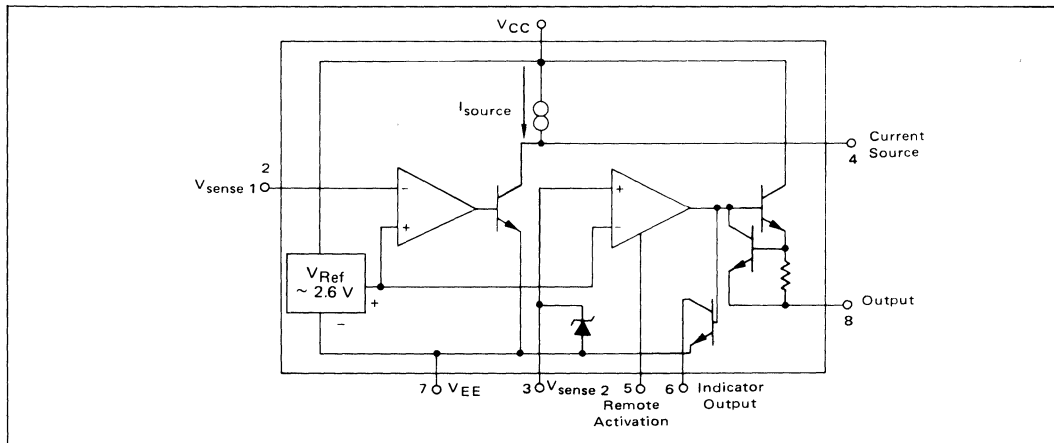 VCC
Isource
4 Current Source
2
Vsense 1
-
+
+
-
VRef
~ 2.6 V
+
-
8 Output
7 VEE
3 Vsense 2
5 Remote Activation
6 Indicator Output